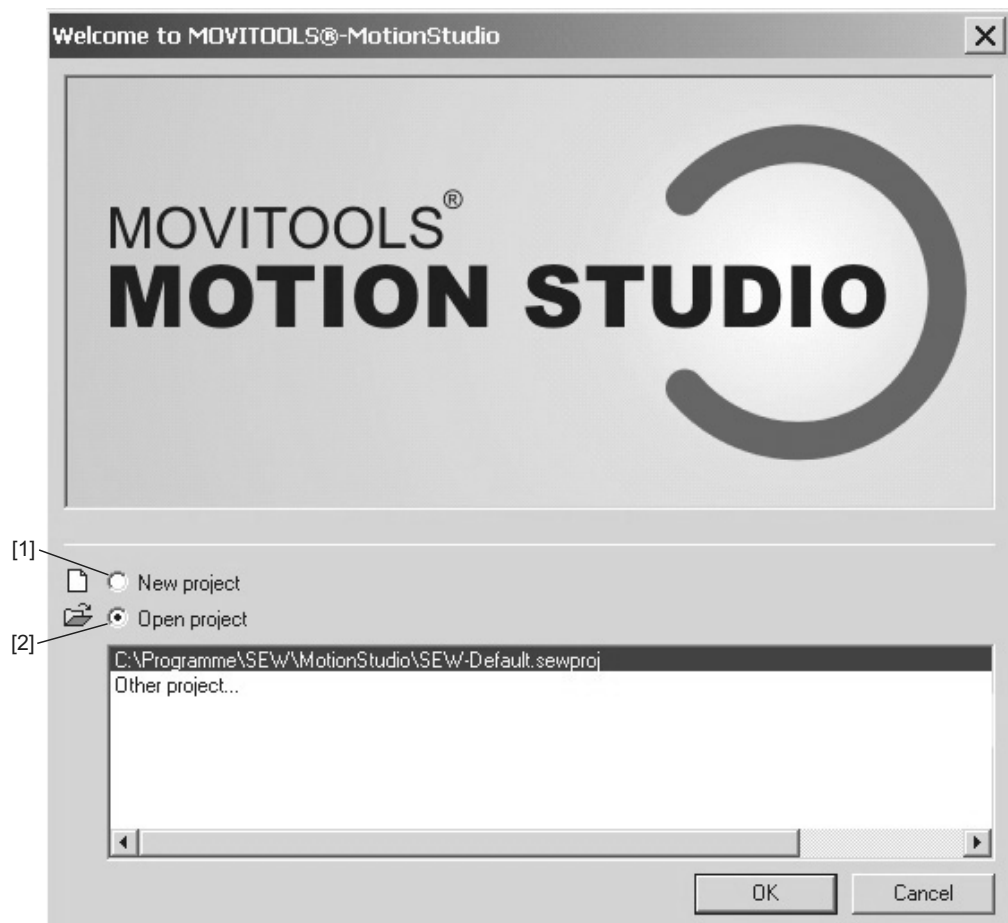 Welcome to MOVITOOLS®-MotionStudio
MOVITOOLS®
MOTION STUDIO
[1]
New project
Open project
[2]
C:\Programme\SEW\MotionStudio\SEW-Default.sewproj
Other project...
OK
Cancel